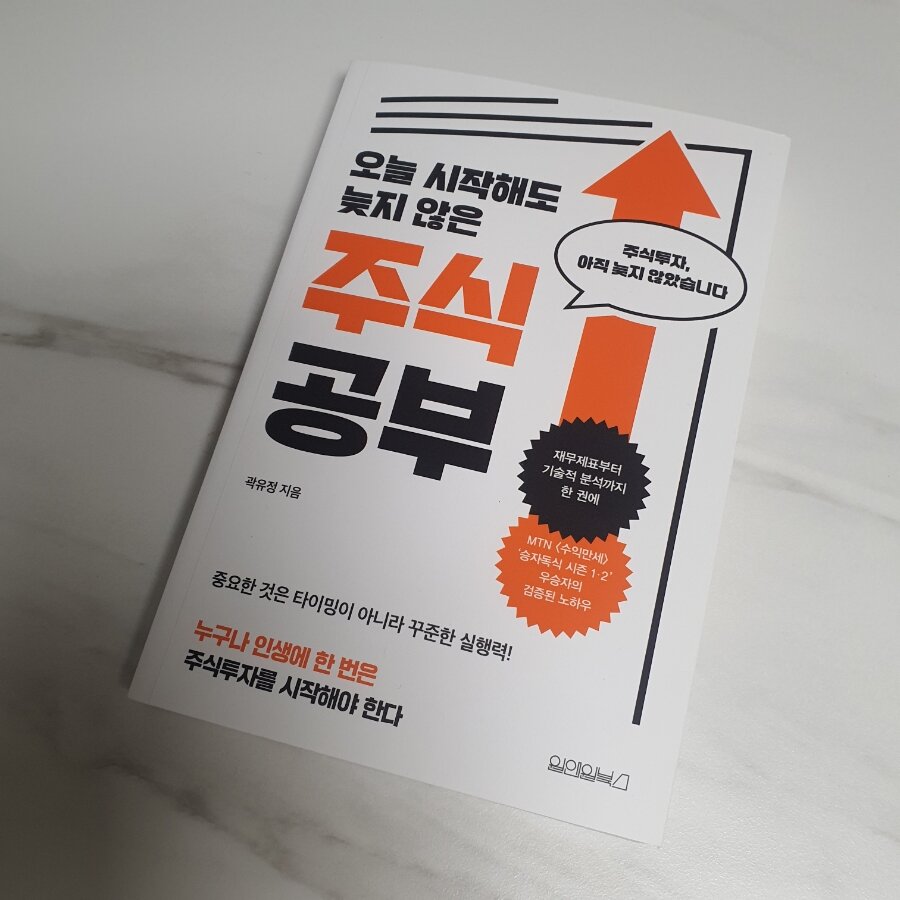 오늘 시작해도
늦지 않은
주식
공부
주식투자,
아직 늦지 않았습니다
곽유정 지음
재무제표부터
기술적 분석까지
한 권에
MTN <수익만세>
'승자독식 시즌 1·2'
우승자의
검증된 노하우
중요한 것은 타이밍이 아니라 꾸준한 실행력!
누구나 인생에 한 번은
주식투자를 시작해야 한다
일인일북스